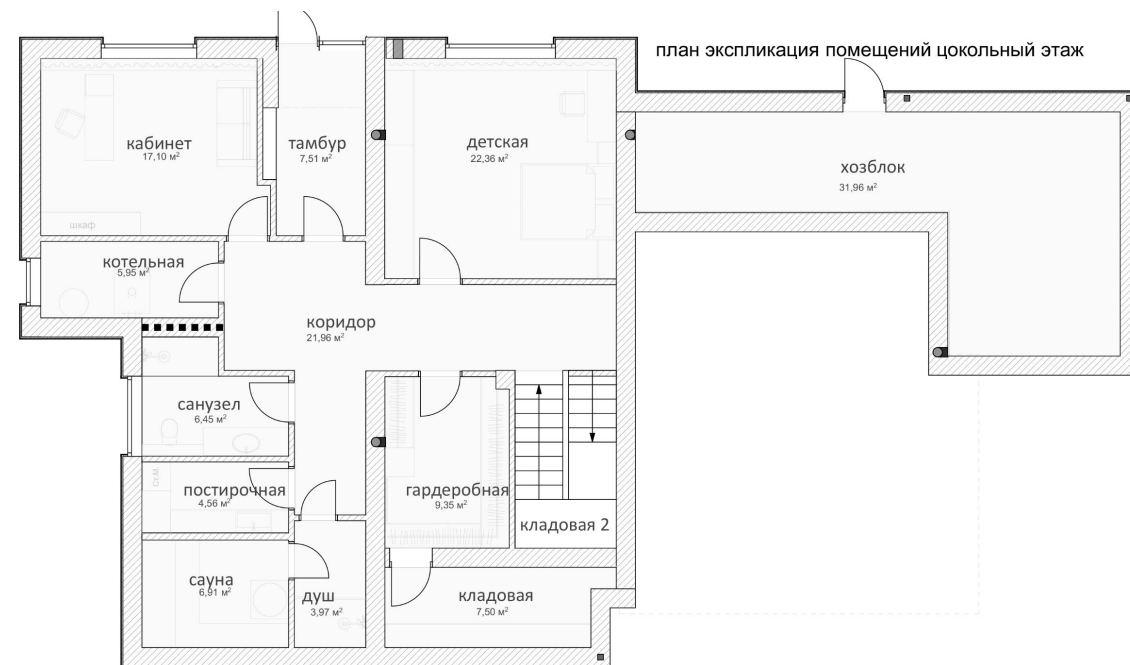 план экспликация помещений цокольный этаж
кабинет
17,10 м²
тамбур
7,51 м²
детская
22,36 м²
хозблок
31,96 м²
шкаф
котельная
5,95 м²
коридор
21,96 м²
санузел
6,45 м²
Ст.М.
постирочная
4,56 м²
гардеробная
9,35 м²
кладовая 2
сауна
6,91 м²
душ
3,97 м²
кладовая
7,50 м²